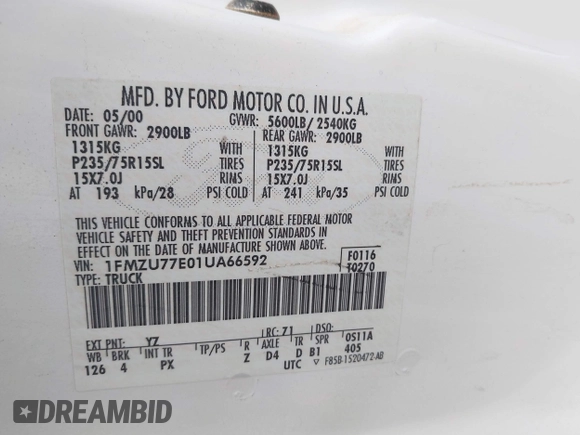 MFD. BY FORD MOTOR CO. IN U.S.A.
DATE: 05/00 GVWR: 5600LB/ 2540KG
FRONT GAWR: 2900LB REAR GAWR: 2900LB
1315KG 1315KG
P235/75R15SL TIRES P235/75R15SL TIRES
15X7.0J RIMS 15X7.0J RIMS
AT 193 kPa/28 PSI COLD AT 241 kPa/35 PSI COLD
THIS VEHICLE CONFORMS TO ALL APPLICABLE FEDERAL MOTOR
VEHICLE SAFETY AND THEFT PREVENTION STANDARDS IN
EFFECT ON THE DATE OF MANUFACTURE SHOWN ABOVE.
VIN: 1FMZU77E01UA66592 F0116
TYPE: TRUCK T0270
EXT PNT: YZ RC: 71 DSO:
WB BRK INT TR TP/PS R AXLE TR SPR 0S11A
126 4 PX Z D4 D B1 405
UTC ▽ F85B-1520472-AB
DREAMBID